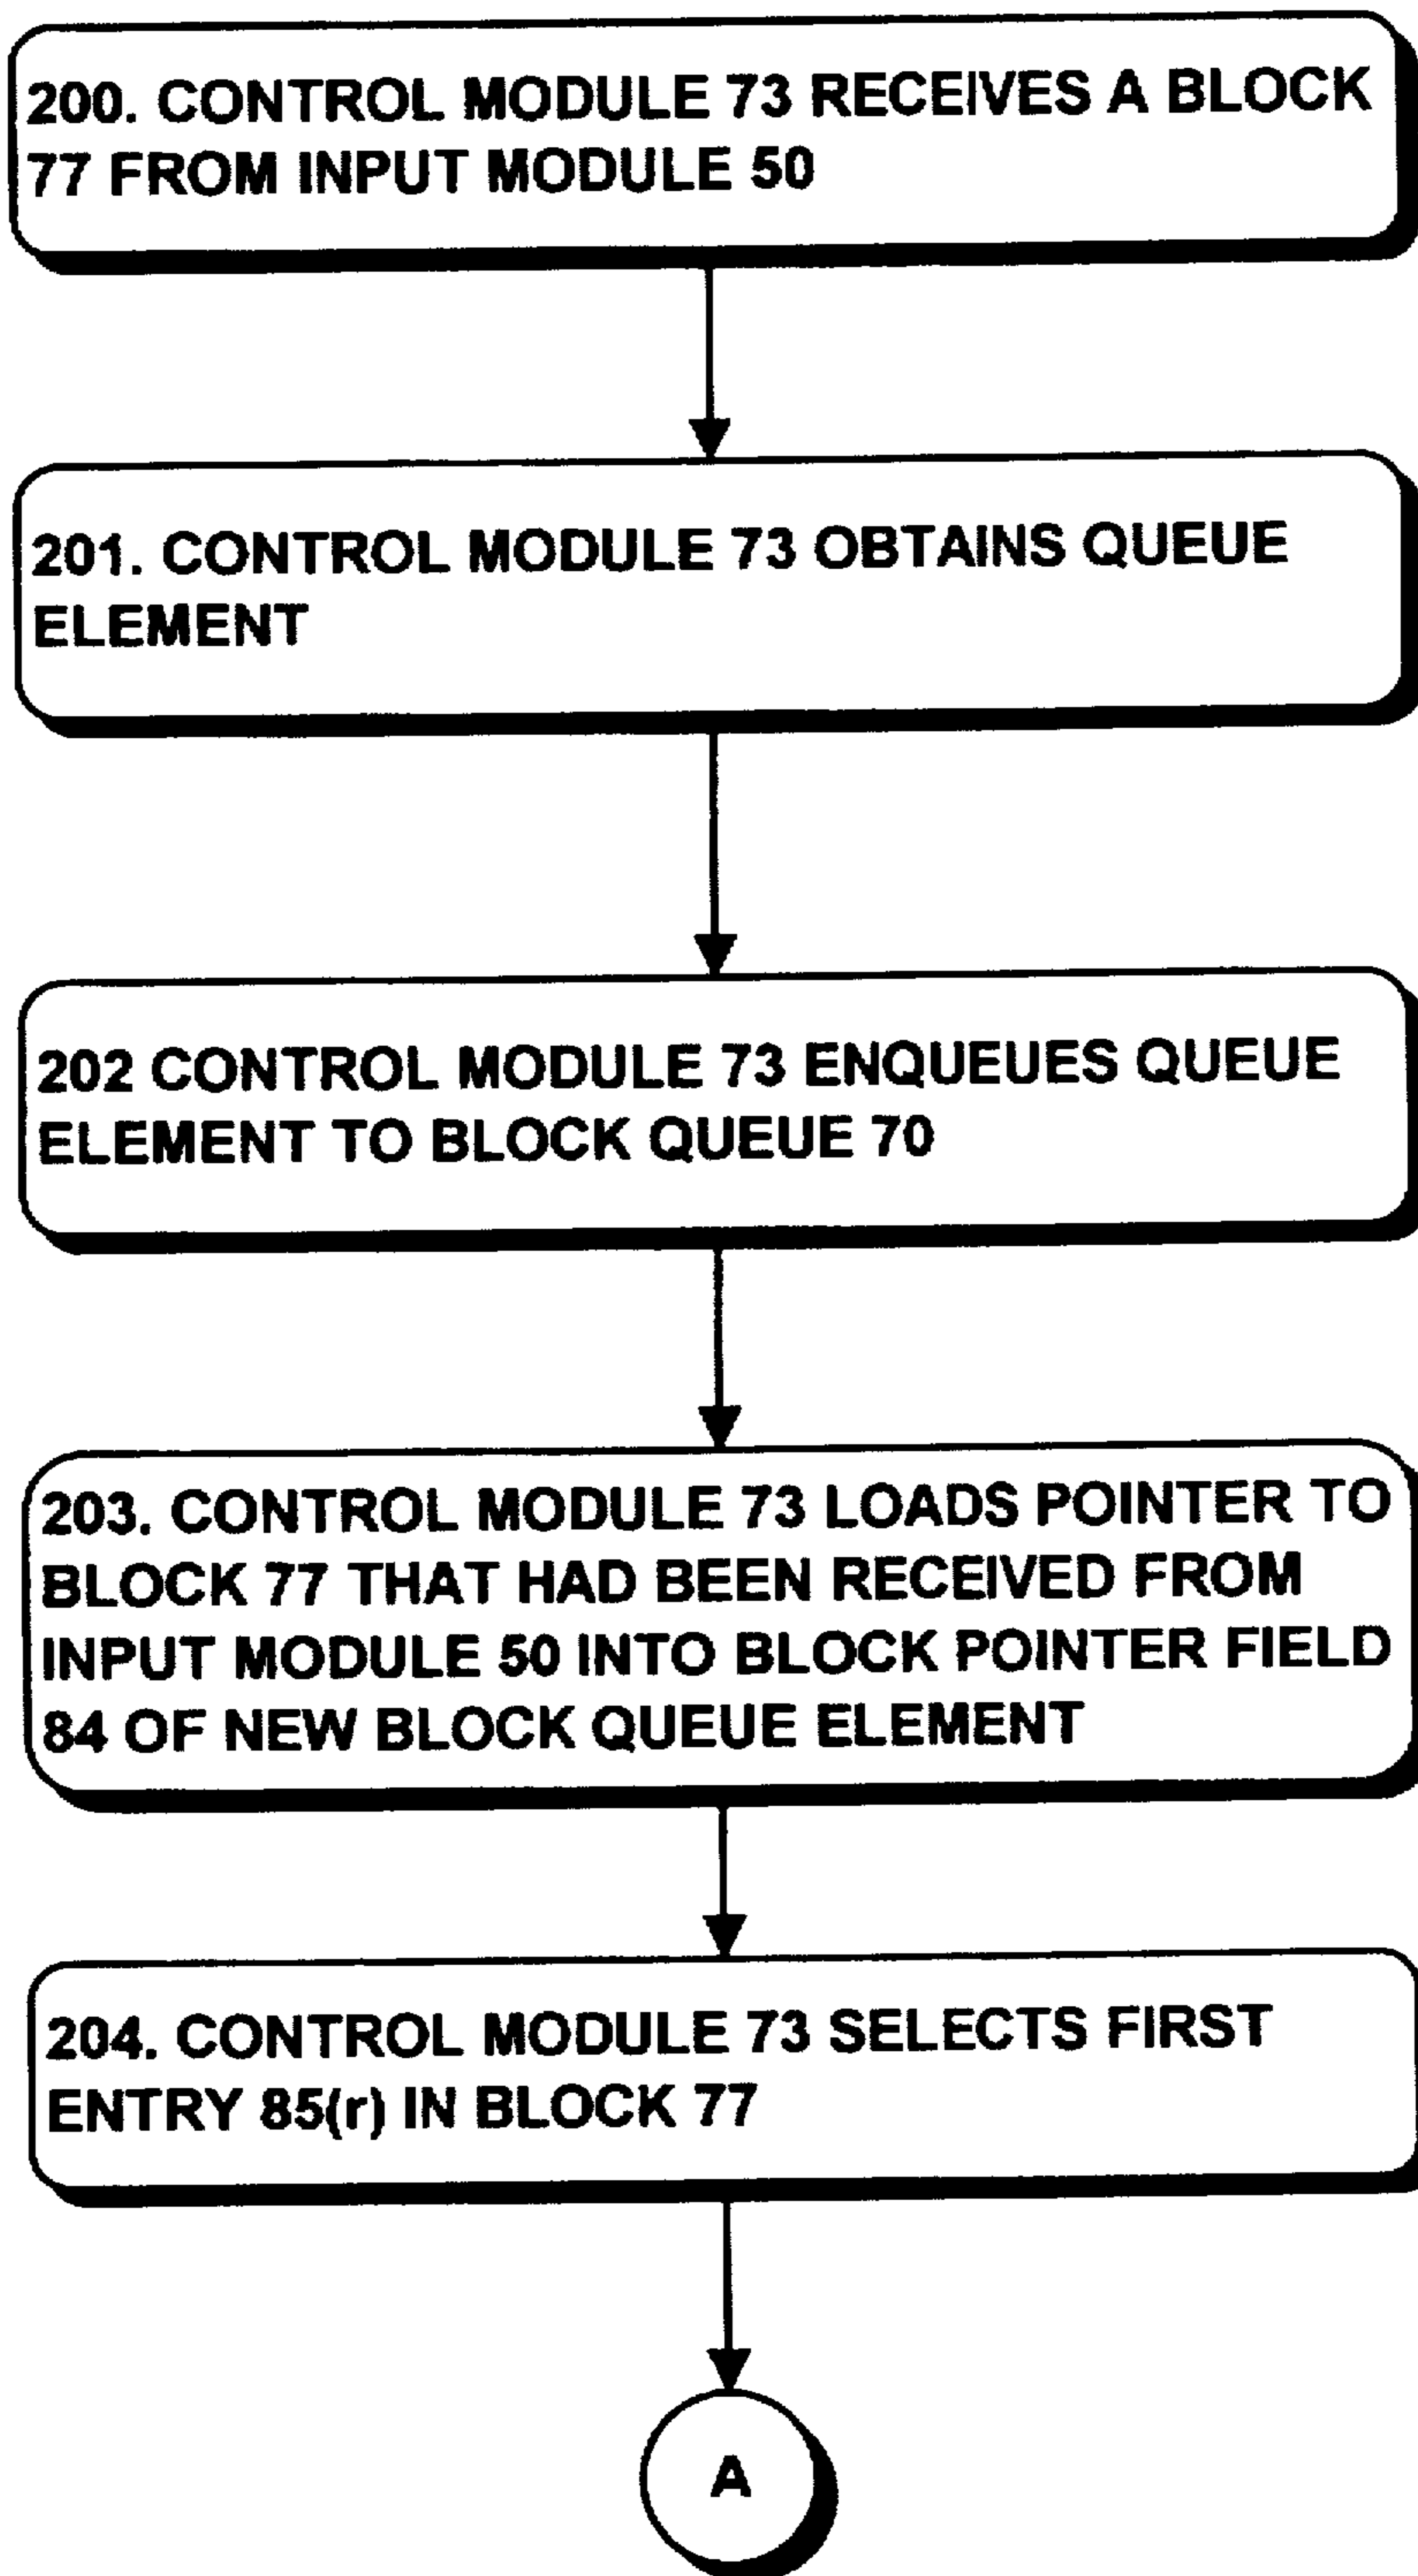 200. CONTROL MODULE 73 RECEIVES A BLOCK
77 FROM INPUT MODULE 50
201. CONTROL MODULE 73 OBTAINS QUEUE
ELEMENT
202 CONTROL MODULE 73 ENQUEUES QUEUE
ELEMENT TO BLOCK QUEUE 70
203. CONTROL MODULE 73 LOADS POINTER TO
BLOCK 77 THAT HAD BEEN RECEIVED FROM
INPUT MODULE 50 INTO BLOCK POINTER FIELD
84 OF NEW BLOCK QUEUE ELEMENT
204. CONTROL MODULE 73 SELECTS FIRST
ENTRY 85(r) IN BLOCK 77
A